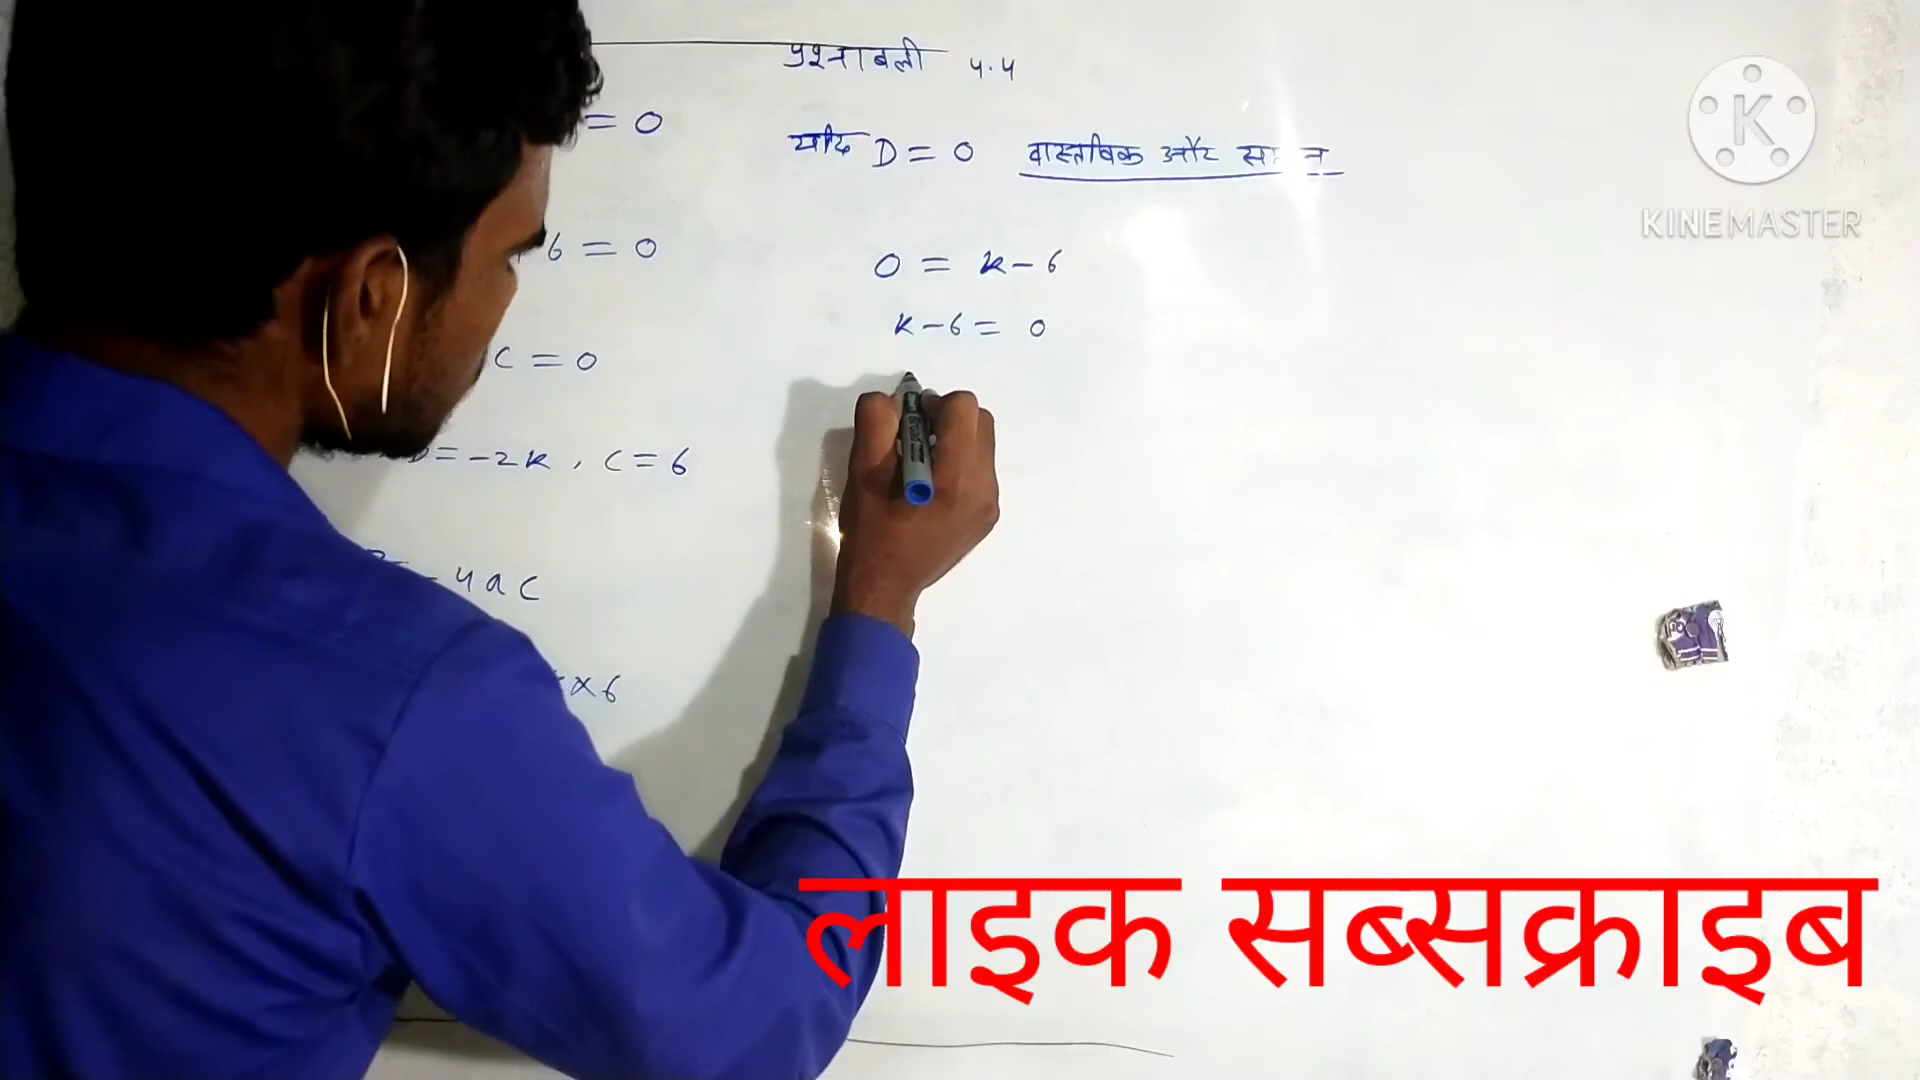 प्रश्नावली 4.4
= 0
यदि D = 0 वास्तविक और
6 = 0
0 = k - 6
k - 6 = 0
C = 0
= -2k , C = 6
- 4ac
× 6
K
KINEMASTER
लाइक सब्सक्राइब